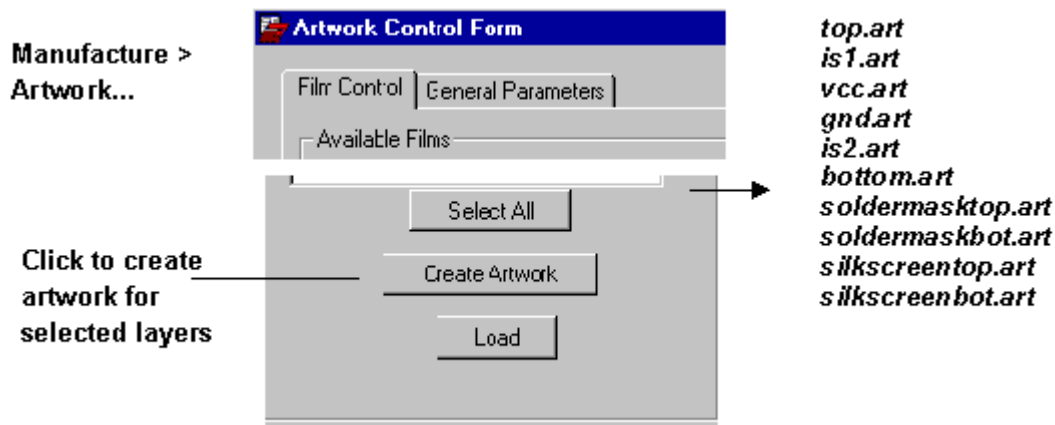 Manufacture >
Artwork...
Artwork Control Form
Film Control General Parameters
Available Films
Select All
Create Artwork
Load
Click to create
artwork for
selected layers
top.art
is1.art
vcc.art
gnd.art
is2.art
bottom.art
soldermasktop.art
soldermaskbot.art
silkscreentop.art
silkscreenbot.art